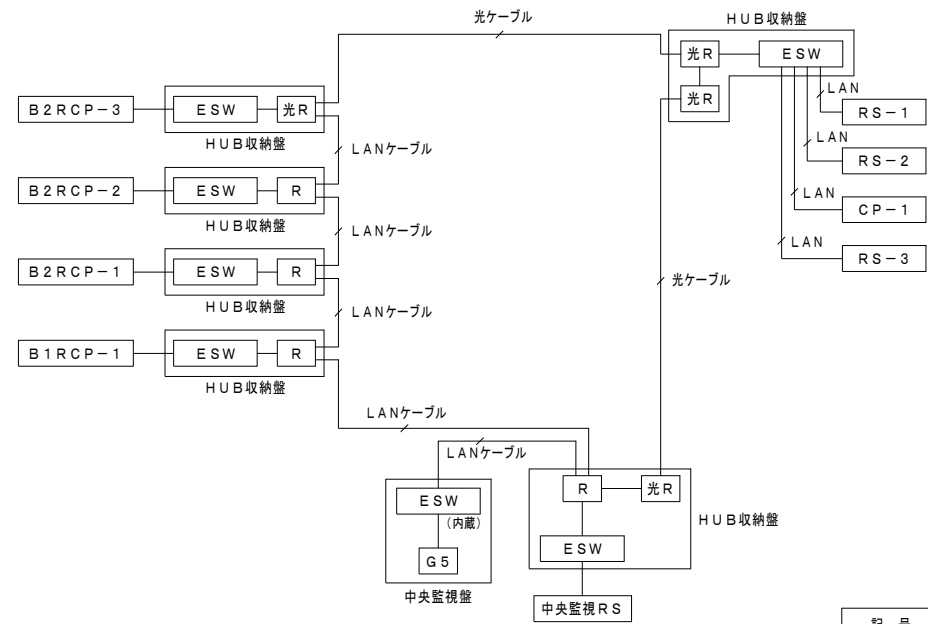 光ケーブル
HUB収納盤
光R
ESW
光R
LAN
RS-1
LAN
RS-2
LAN
CP-1
LAN
RS-3
B2RCP-3
ESW
光R
HUB収納盤
LANケーブル
B2RCP-2
ESW
R
HUB収納盤
LANケーブル
B2RCP-1
ESW
R
HUB収納盤
LANケーブル
B1RCP-1
ESW
R
HUB収納盤
光ケーブル
LANケーブル
LANケーブル
ESW
(内蔵)
G5
中央監視盤
R
光R
HUB収納盤
ESW
中央監視RS
記号